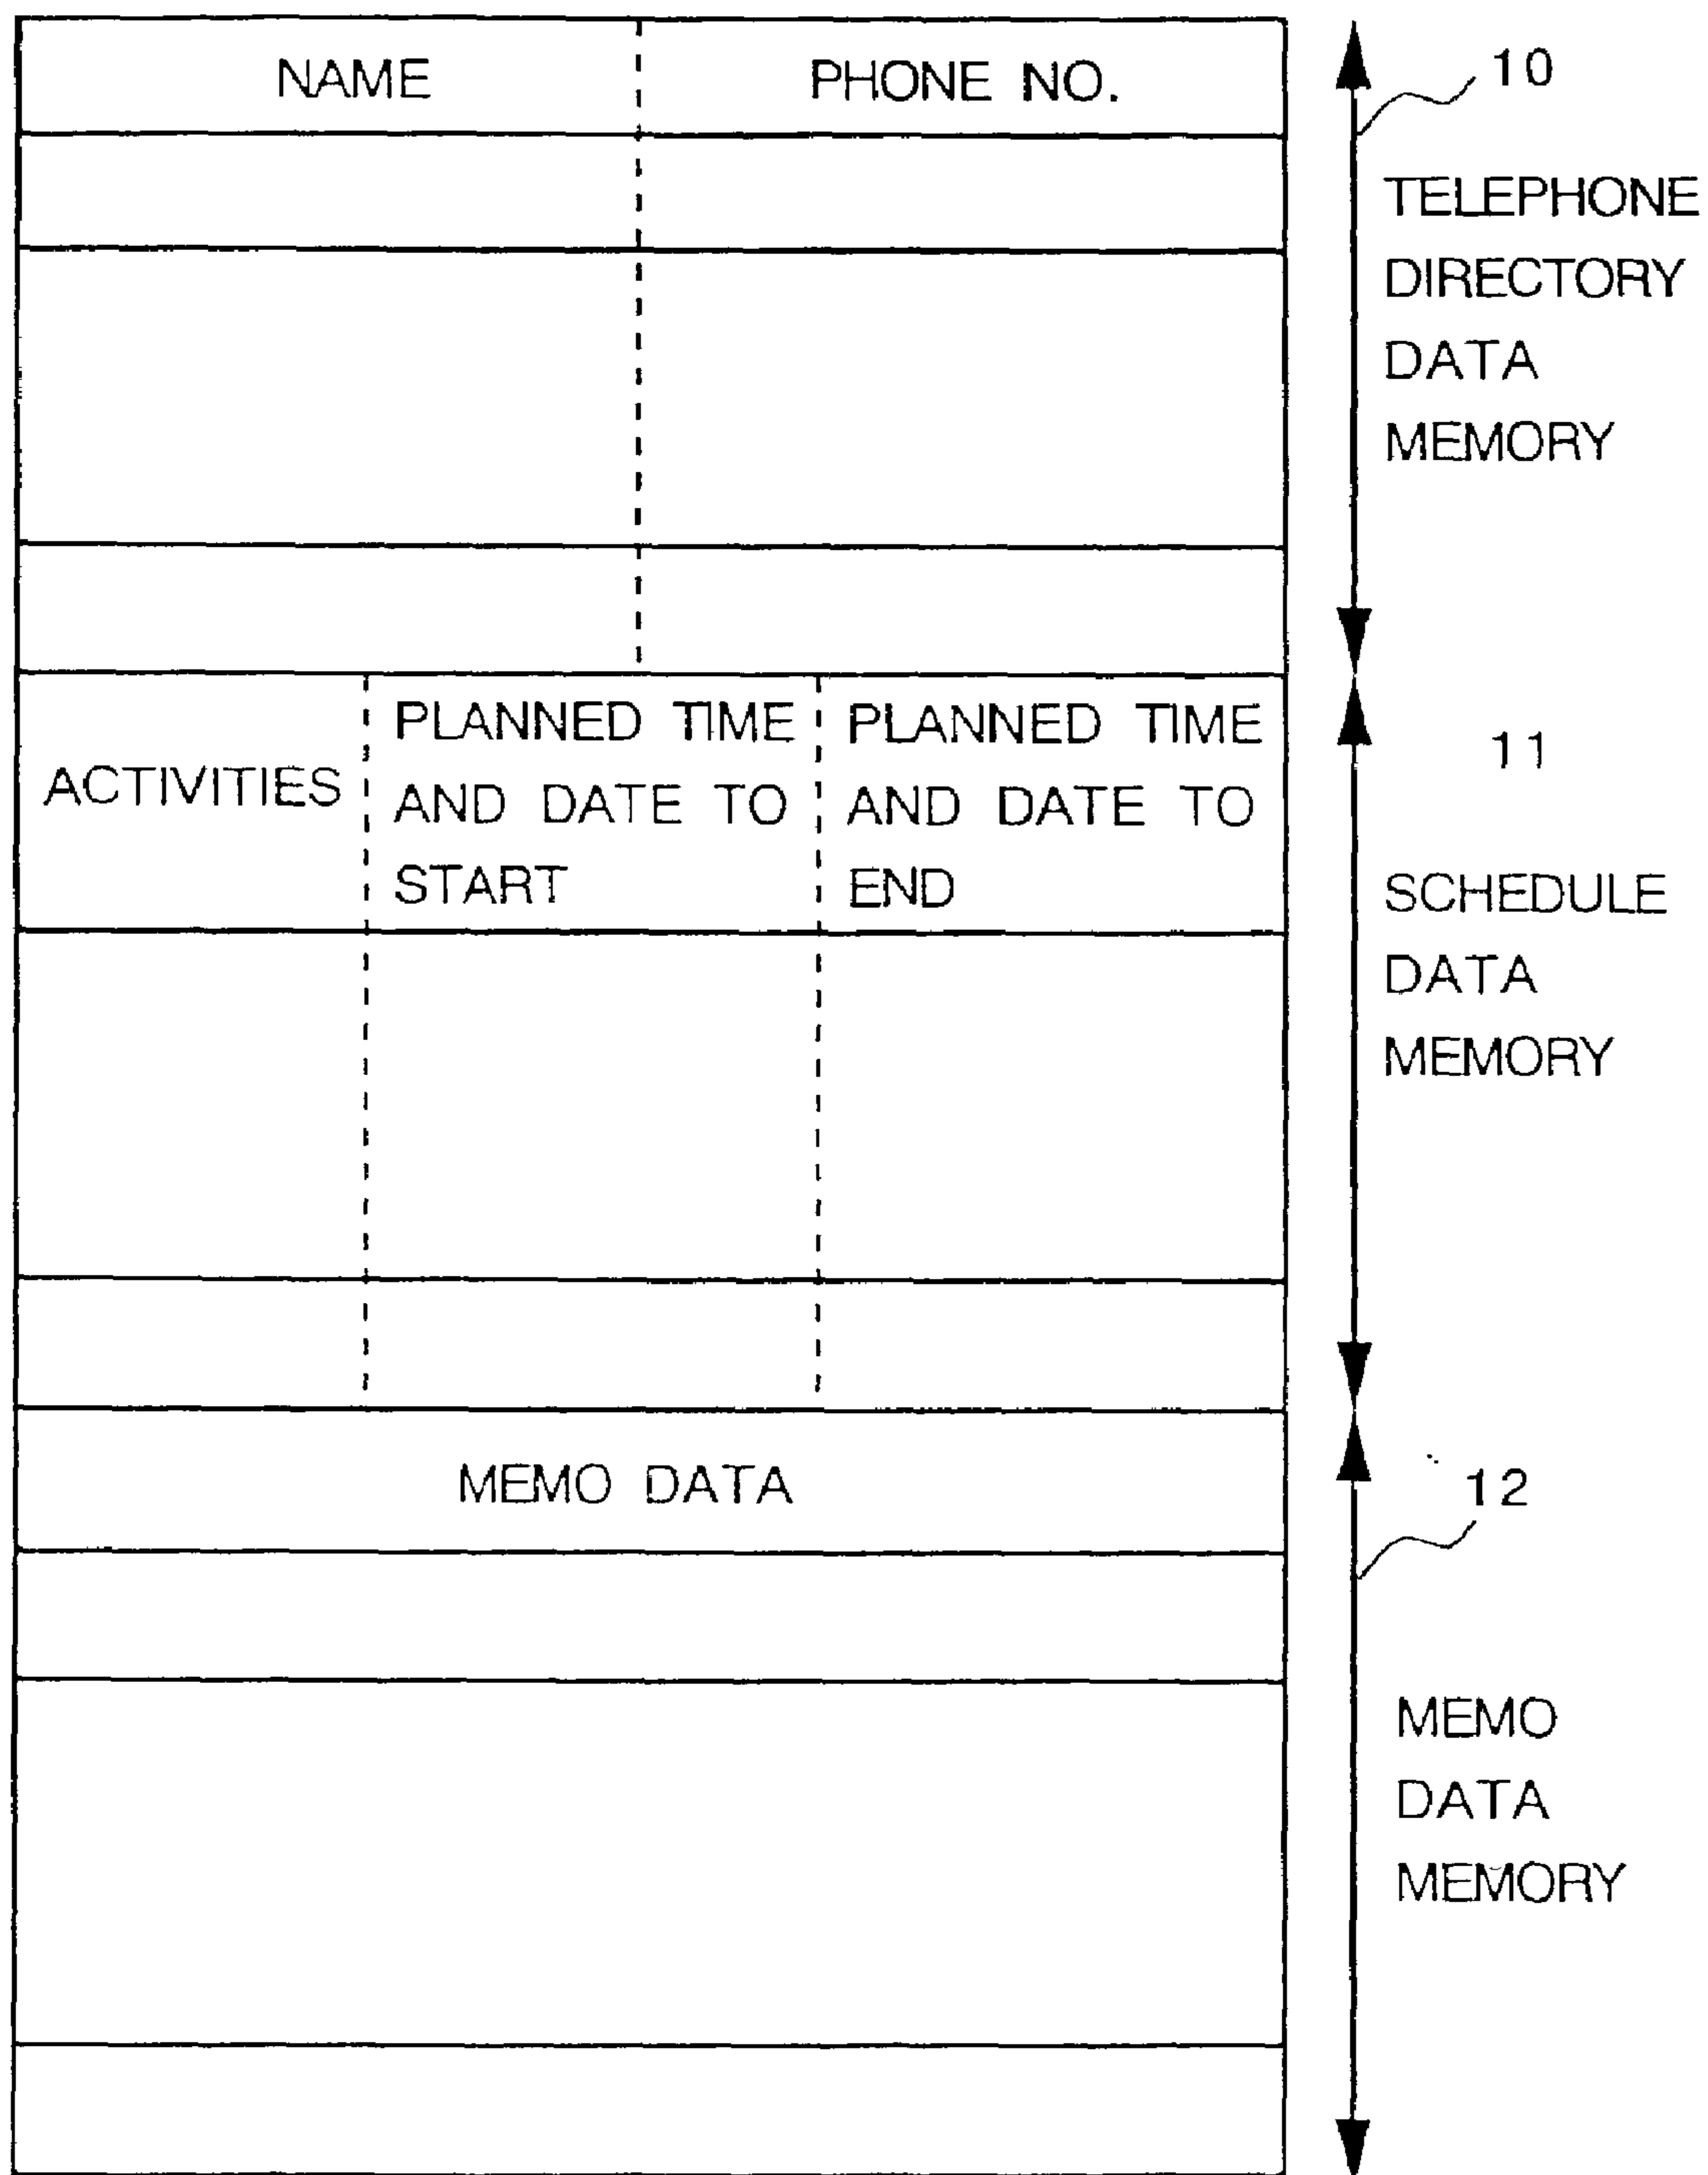 NAME
PHONE NO.
10
TELEPHONE
DIRECTORY
DATA
MEMORY
ACTIVITIES
PLANNED TIME
AND DATE TO
START
PLANNED TIME
AND DATE TO
END
11
SCHEDULE
DATA
MEMORY
MEMO DATA
12
MEMO
DATA
MEMORY